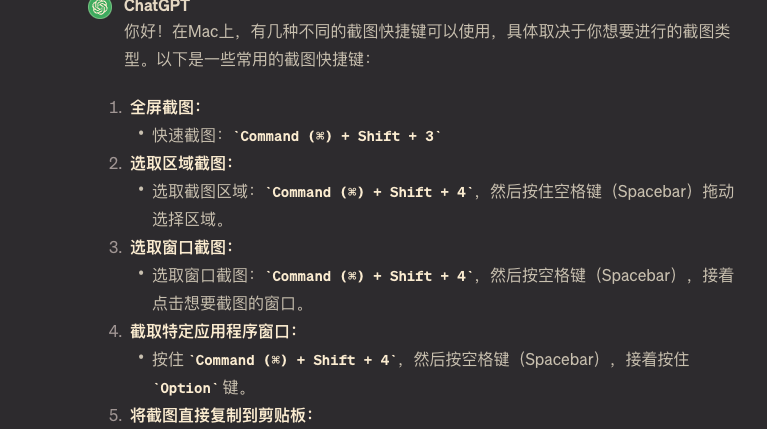 ChatGPT
你好！在Mac上，有几种不同的截图快捷键可以使用，具体取决于你想要进行的截图类
型。以下是一些常用的截图快捷键：
1. 全屏截图：
• 快速截图：`Command (⌘) + Shift + 3`
2. 选取区域截图：
• 选取截图区域：`Command (⌘) + Shift + 4`，然后按住空格键（Spacebar）拖动
选择区域。
3. 选取窗口截图：
• 选取窗口截图：`Command (⌘) + Shift + 4`，然后按空格键（Spacebar），接着
点击想要截图的窗口。
4. 截取特定应用程序窗口：
• 按住 `Command (⌘) + Shift + 4`，然后按空格键（Spacebar），接着按住
`Option` 键。
5. 将截图直接复制到剪贴板：